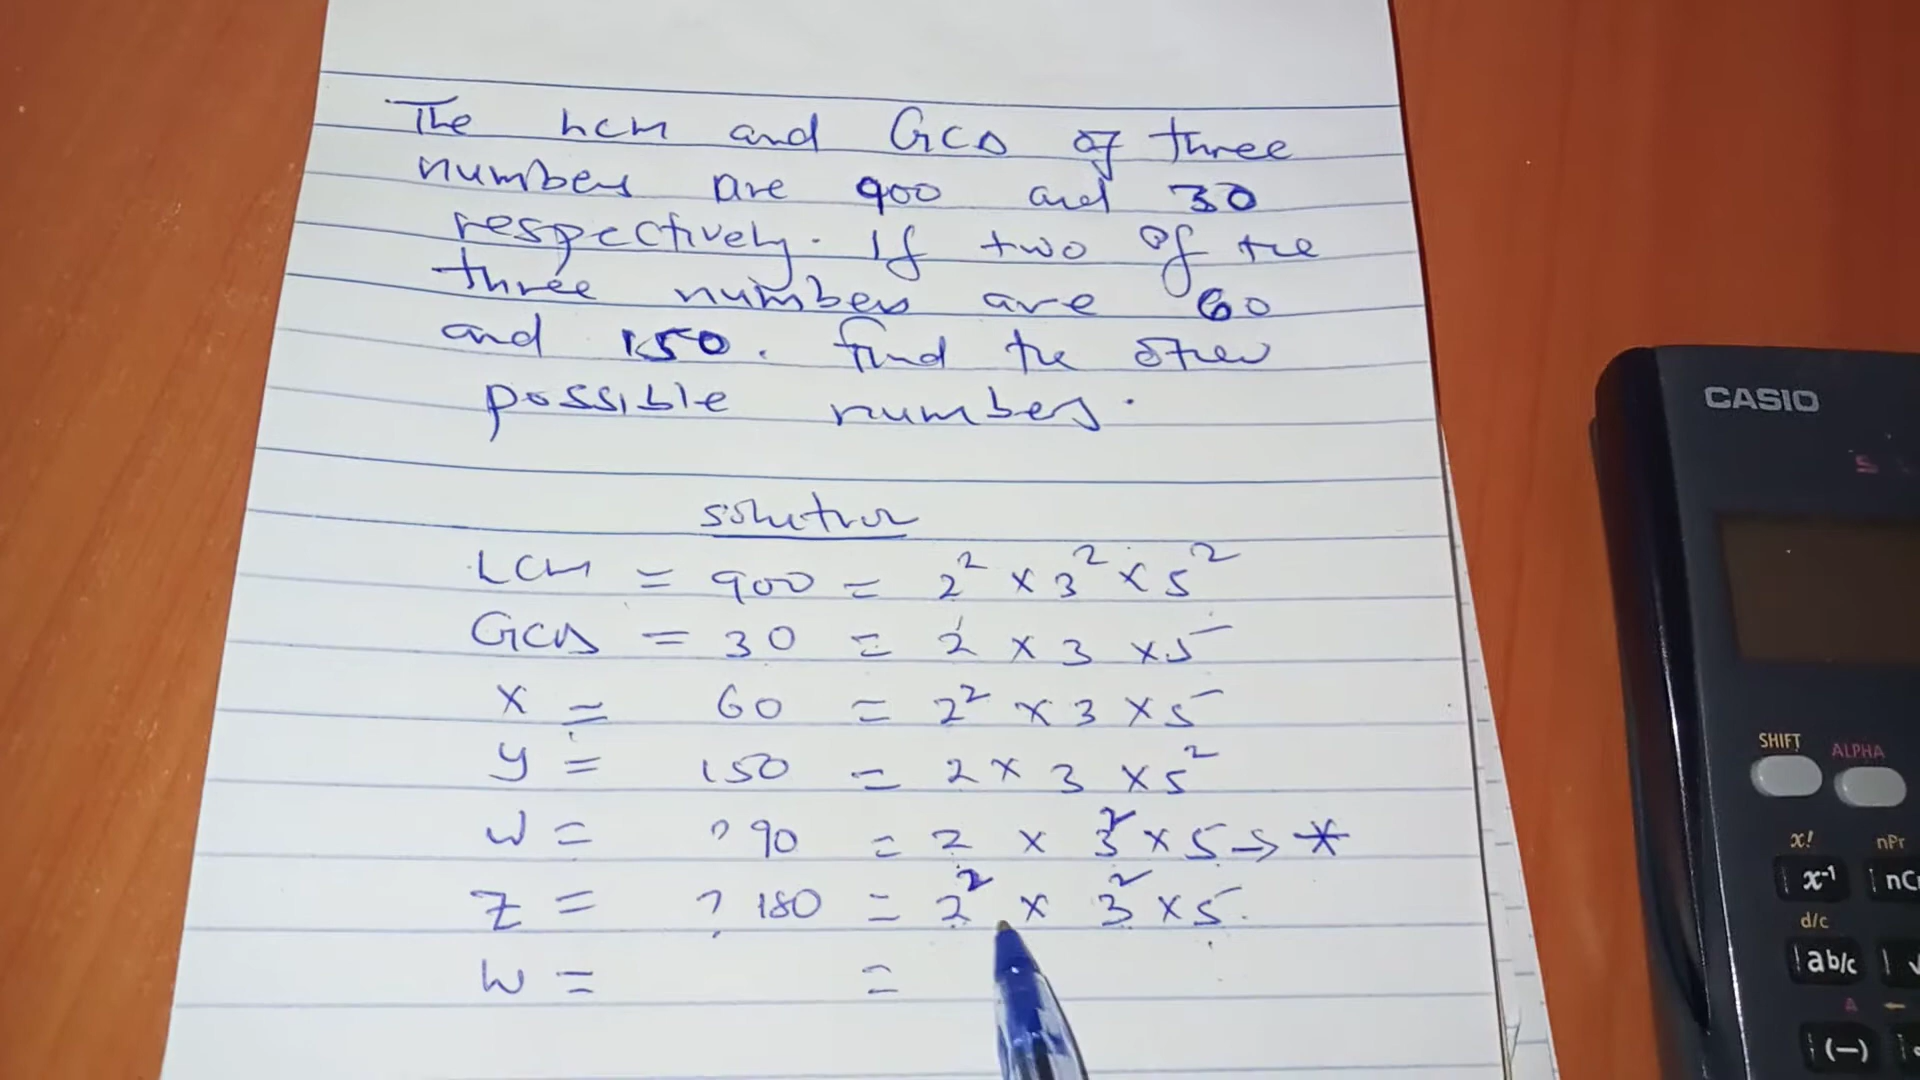 The LCM and GCD of three
numbers are 900 and 30
respectively. If two of the
three numbers are 60
and 150. find the other
possible numbers.
solution
LCM = 900 = 2² × 3² × 5²
GCD = 30 = 2 × 3 × 5
X = 60 = 2² × 3 × 5
y = 150 = 2 × 3 × 5²
W = ? 90 = 2 × 3² × 5 → *
Z = ? 180 = 2² × 3² × 5.
W = =
CASIO
S
SHIFT ALPHA
x! nPr
x⁻¹ nCr
d/c
ab/c √
A ←
(−)